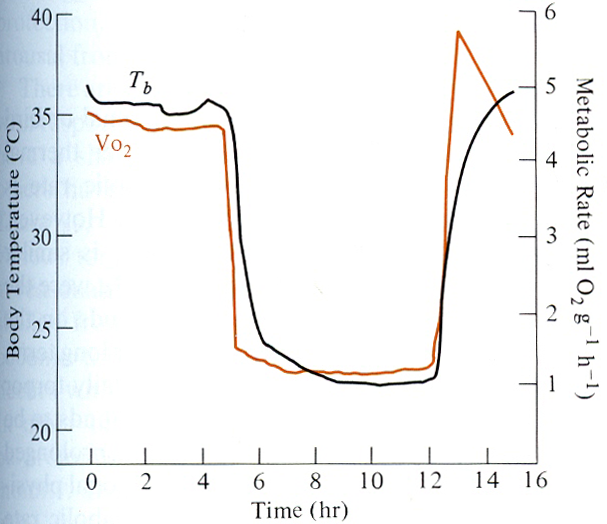 40
35
30
25
20
Body Temperature (°C)
T_b
Vo₂
6
5
4
3
2
1
Metabolic Rate (ml O₂ g⁻¹ h⁻¹)
0 2 4 6 8 10 12 14 16
Time (hr)